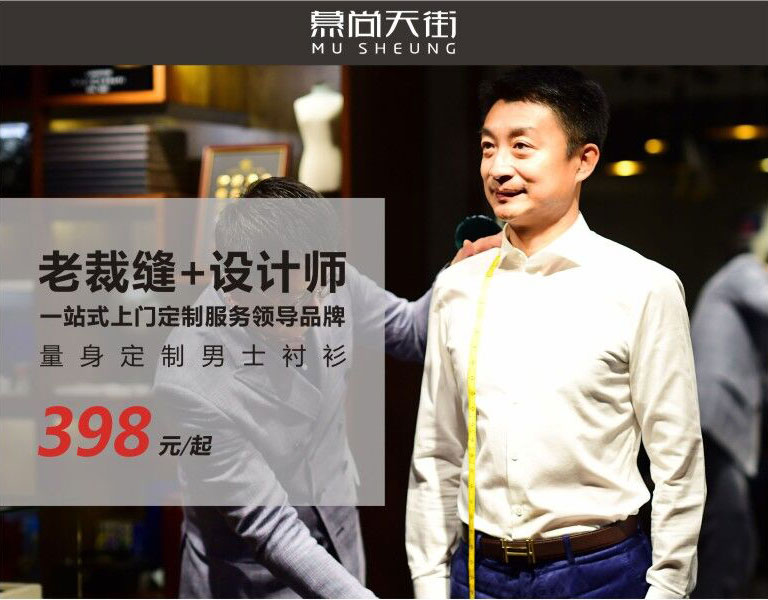 慕尚天街
MU SHEUNG
老裁缝+设计师
一站式上门定制服务领导品牌
量身定制男士衬衫
398元/起